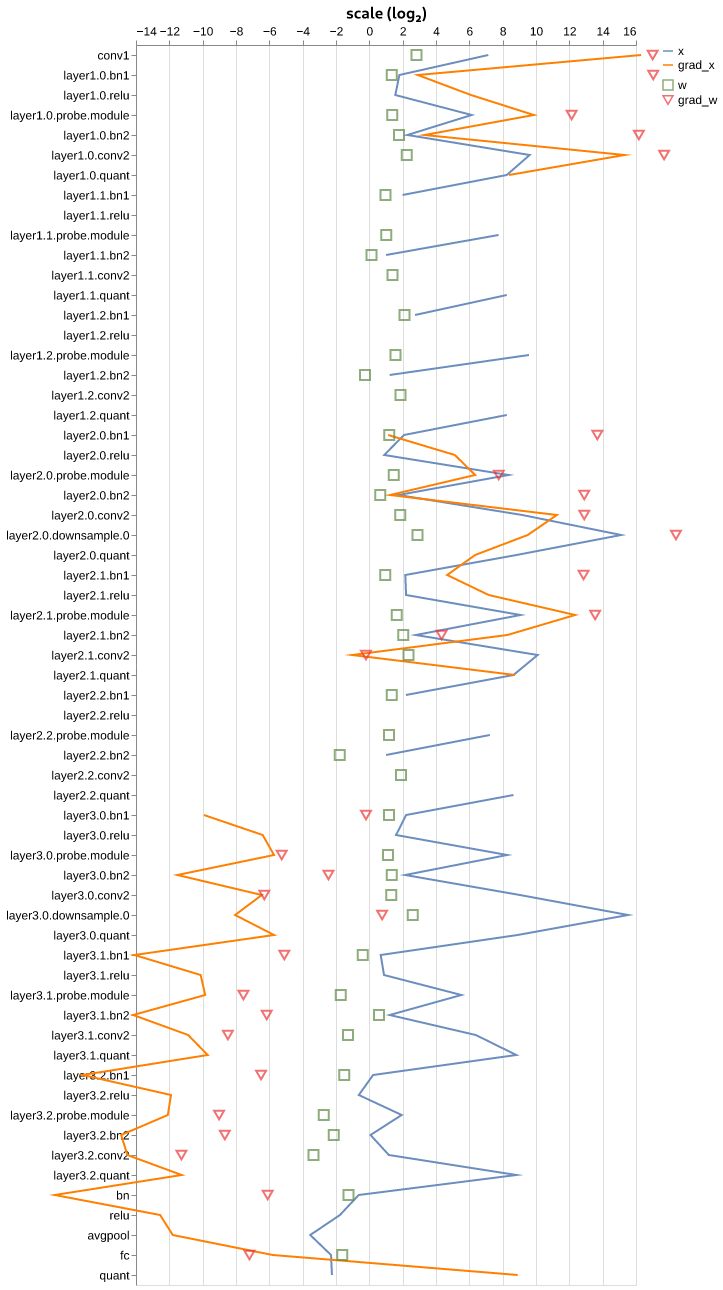 scale (log₂)
−14 −12 −10 −8 −6 −4 −2 0 2 4 6 8 10 12 14 16
x
grad_x
w
grad_w
conv1
layer1.0.bn1
layer1.0.relu
layer1.0.probe.module
layer1.0.bn2
layer1.0.conv2
layer1.0.quant
layer1.1.bn1
layer1.1.relu
layer1.1.probe.module
layer1.1.bn2
layer1.1.conv2
layer1.1.quant
layer1.2.bn1
layer1.2.relu
layer1.2.probe.module
layer1.2.bn2
layer1.2.conv2
layer1.2.quant
layer2.0.bn1
layer2.0.relu
layer2.0.probe.module
layer2.0.bn2
layer2.0.conv2
layer2.0.downsample.0
layer2.0.quant
layer2.1.bn1
layer2.1.relu
layer2.1.probe.module
layer2.1.bn2
layer2.1.conv2
layer2.1.quant
layer2.2.bn1
layer2.2.relu
layer2.2.probe.module
layer2.2.bn2
layer2.2.conv2
layer2.2.quant
layer3.0.bn1
layer3.0.relu
layer3.0.probe.module
layer3.0.bn2
layer3.0.conv2
layer3.0.downsample.0
layer3.0.quant
layer3.1.bn1
layer3.1.relu
layer3.1.probe.module
layer3.1.bn2
layer3.1.conv2
layer3.1.quant
layer3.2.bn1
layer3.2.relu
layer3.2.probe.module
layer3.2.bn2
layer3.2.conv2
layer3.2.quant
bn
relu
avgpool
fc
quant